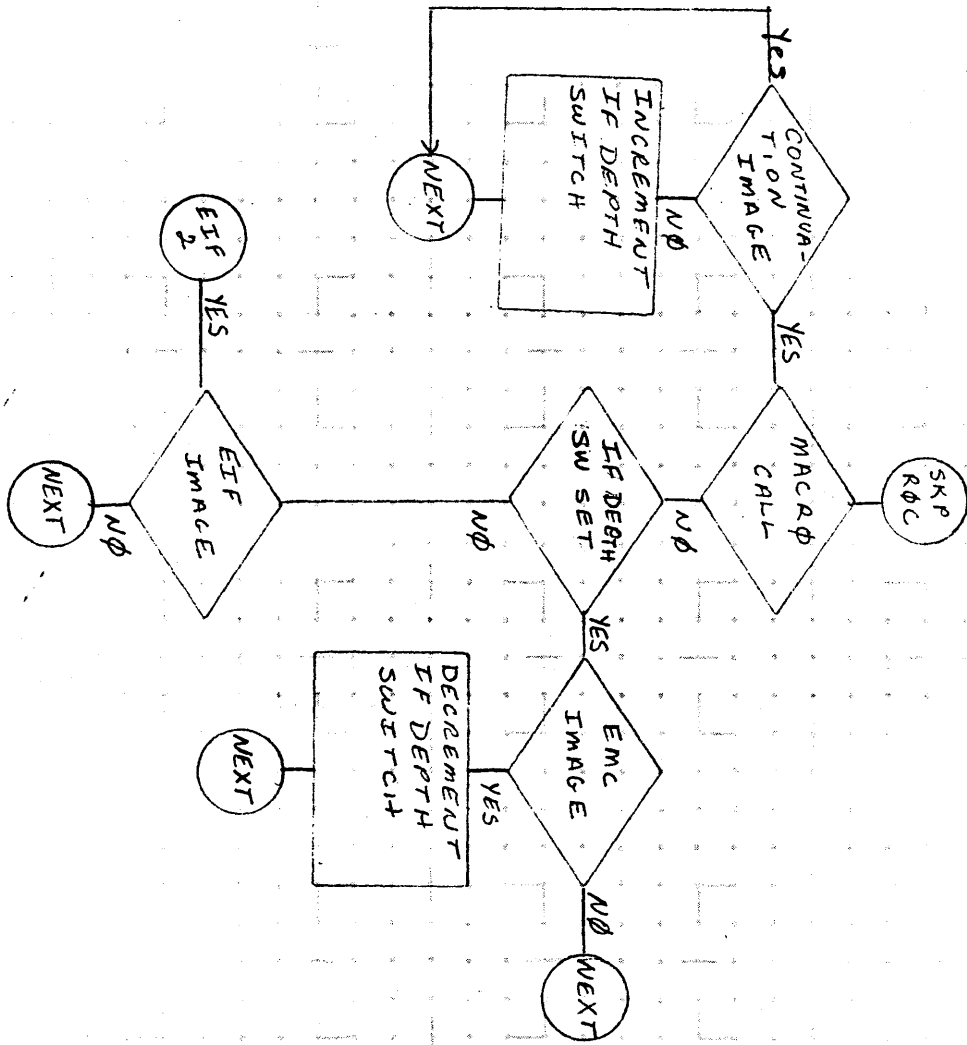 SKP
RØC
MACRØ
CALL
YES
CONTINUA-
TION
IMAGE
Yes
NØ
INCREMENT
IF DEPTH
SWITCH
NEXT
NØ
IF DEPTH
SW SET
YES
EMC
IMAGE
NØ
NEXT
YES
DECREMENT
IF DEPTH
SWITCH
NEXT
NØ
EIF
IMAGE
YES
EIF
2
NØ
NEXT